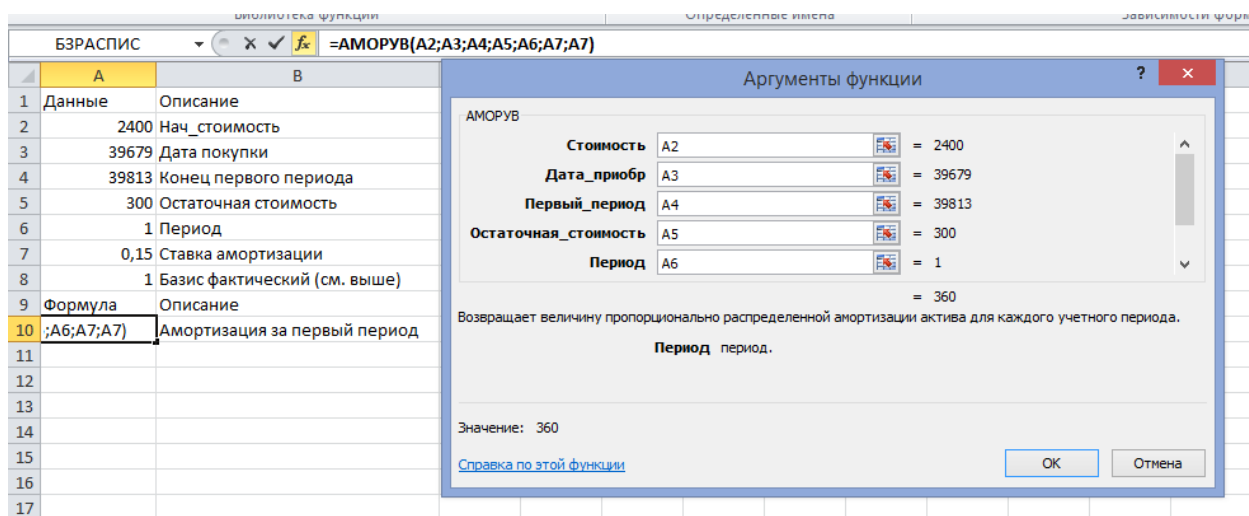 Библиотека функций Определенные имена Зависимости форм
БЗРАСПИС =АМОРУВ(A2;A3;A4;A5;A6;A7;A7)
A B
1 Данные Описание
2 2400 Нач_стоимость
3 39679 Дата покупки
4 39813 Конец первого периода
5 300 Остаточная стоимость
6 1 Период
7 0,15 Ставка амортизации
8 1 Базис фактический (см. выше)
9 Формула Описание
10 ;A6;A7;A7) Амортизация за первый период
11
12
13
14
15
16
17
Аргументы функции ?
АМОРУВ
Стоимость A2 = 2400
Дата_приобр A3 = 39679
Первый_период A4 = 39813
Остаточная_стоимость A5 = 300
Период A6 = 1
= 360
Возвращает величину пропорционально распределенной амортизации актива для каждого учетного периода.
Период период.
Значение: 360
Справка по этой функции ОК Отмена